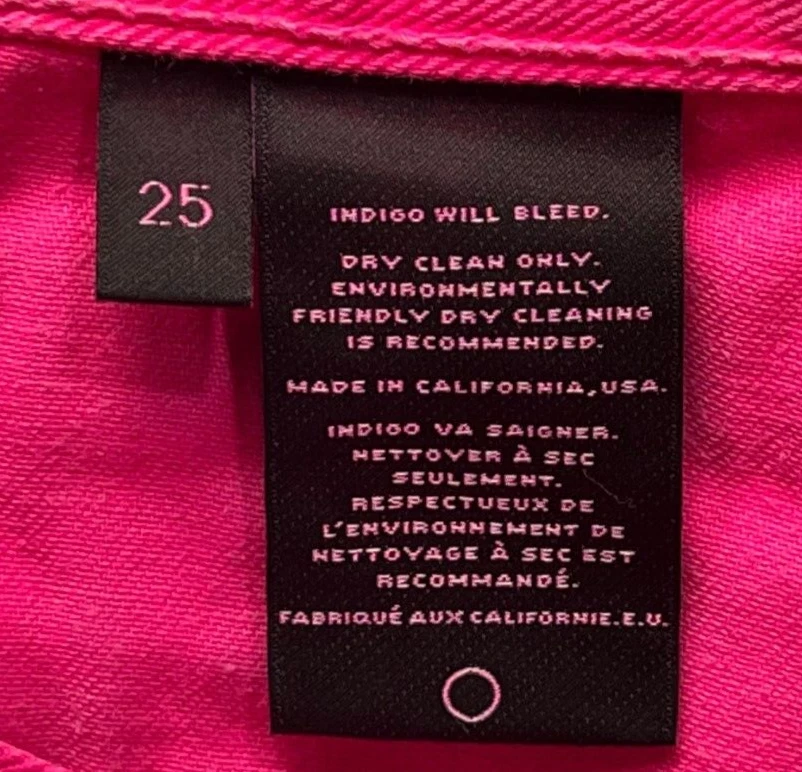 25
INDIGO WILL BLEED.
DRY CLEAN ONLY.
ENVIRONMENTALLY
FRIENDLY DRY CLEANING
IS RECOMMENDED.
MADE IN CALIFORNIA, USA.
INDIGO VA SAIGNER.
NETTOYER À SEC
SEULEMENT.
RESPECTUEUX DE
L'ENVIRONNEMENT DE
NETTOYAGE À SEC EST
RECOMMANDÉ.
FABRIQUÉ AUX CALIFORNIE.E.U.